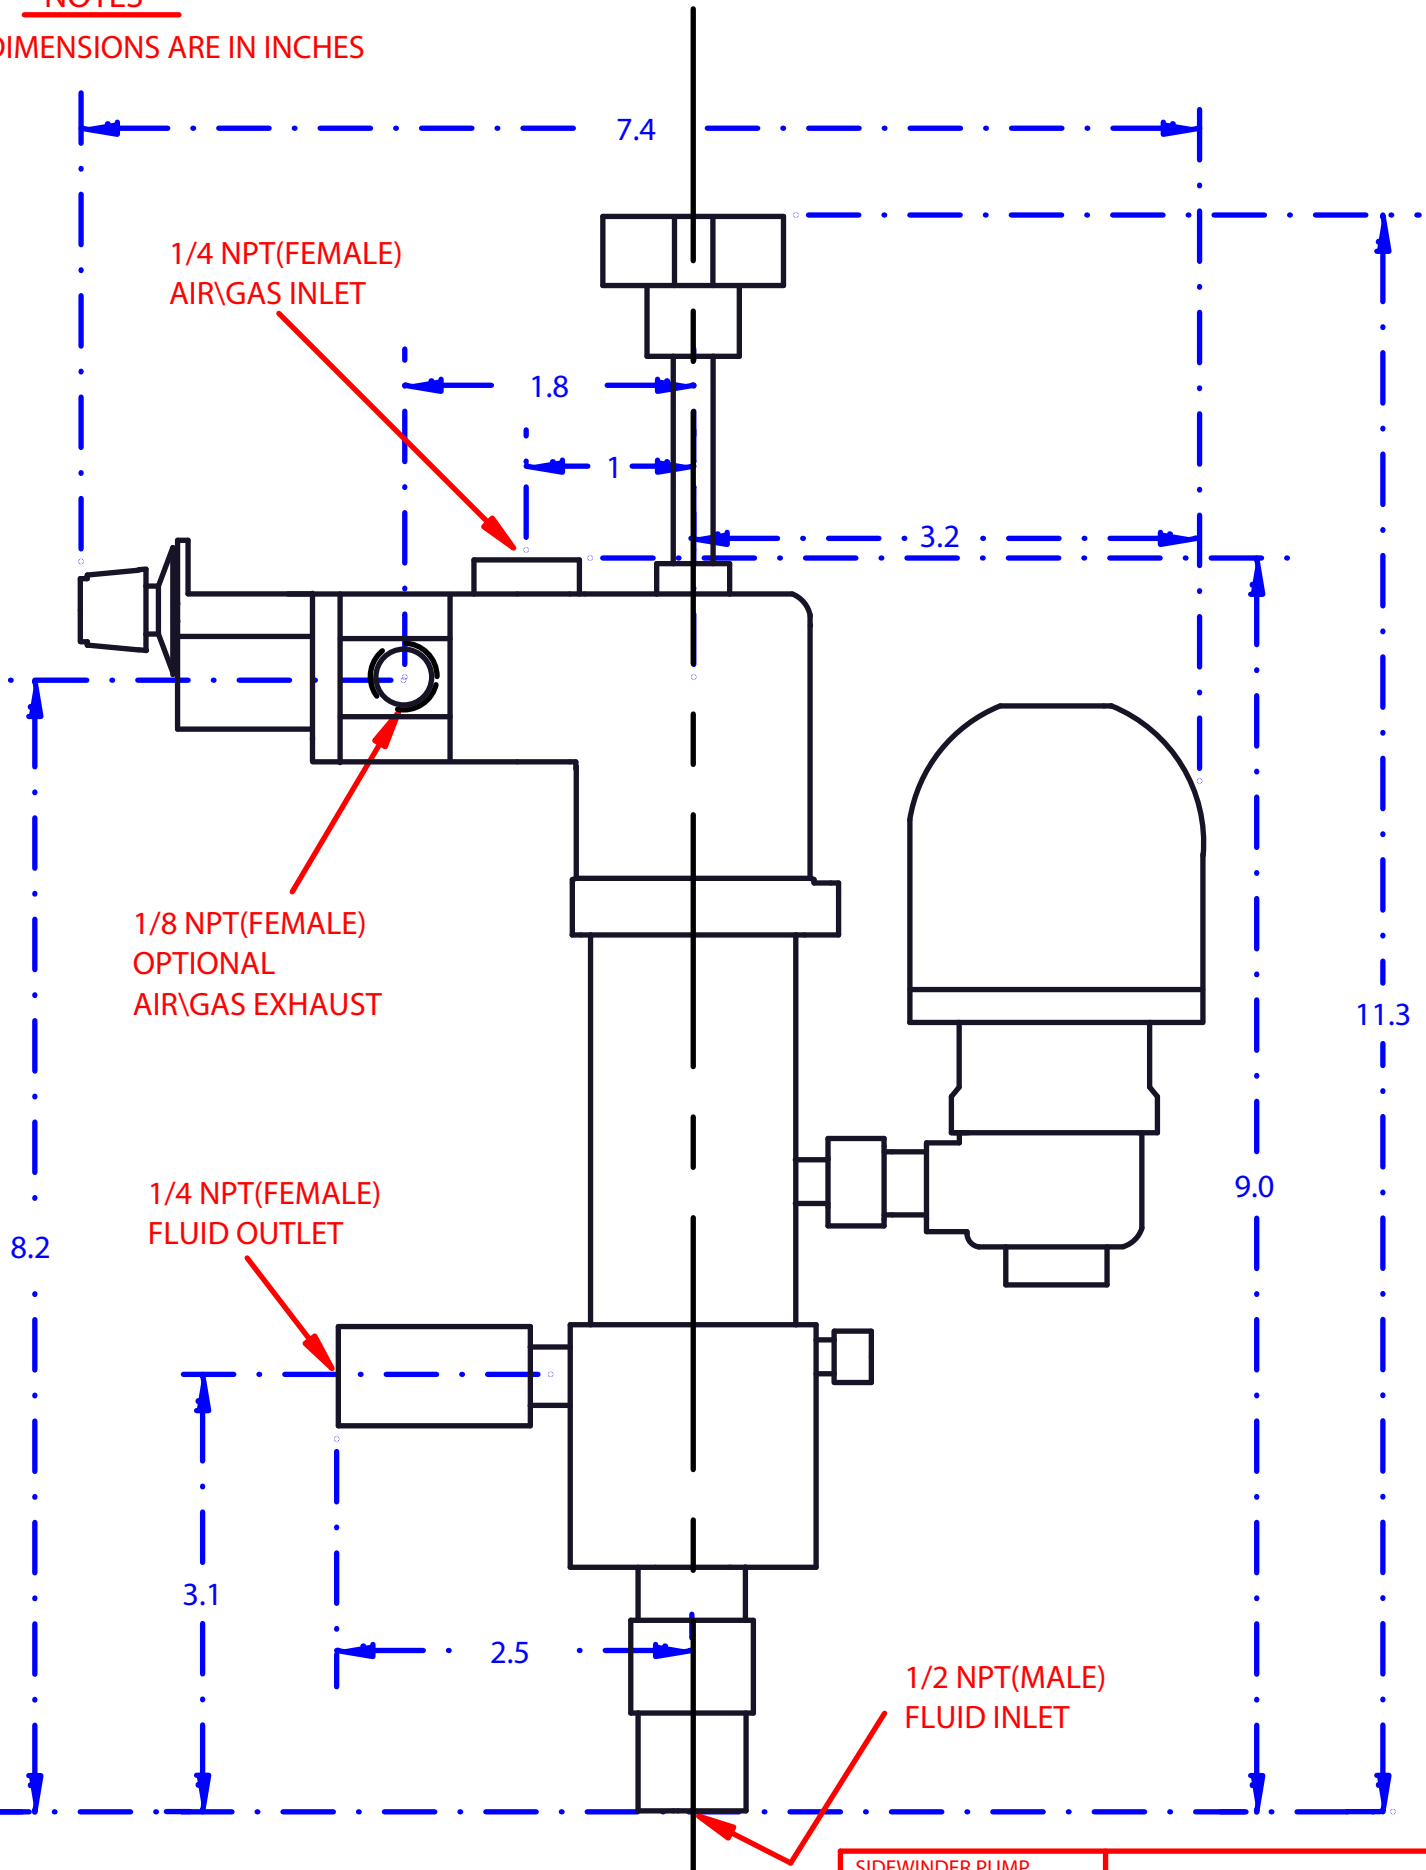 NOTES
DIMENSIONS ARE IN INCHES
7.4
1/4 NPT(FEMALE)
AIR\GAS INLET
1.8
1
3.2
1/8 NPT(FEMALE)
OPTIONAL
AIR\GAS EXHAUST
11.3
9.0
1/4 NPT(FEMALE)
FLUID OUTLET
8.2
3.1
2.5
1/2 NPT(MALE)
FLUID INLET
SIDEWINDER PUMP